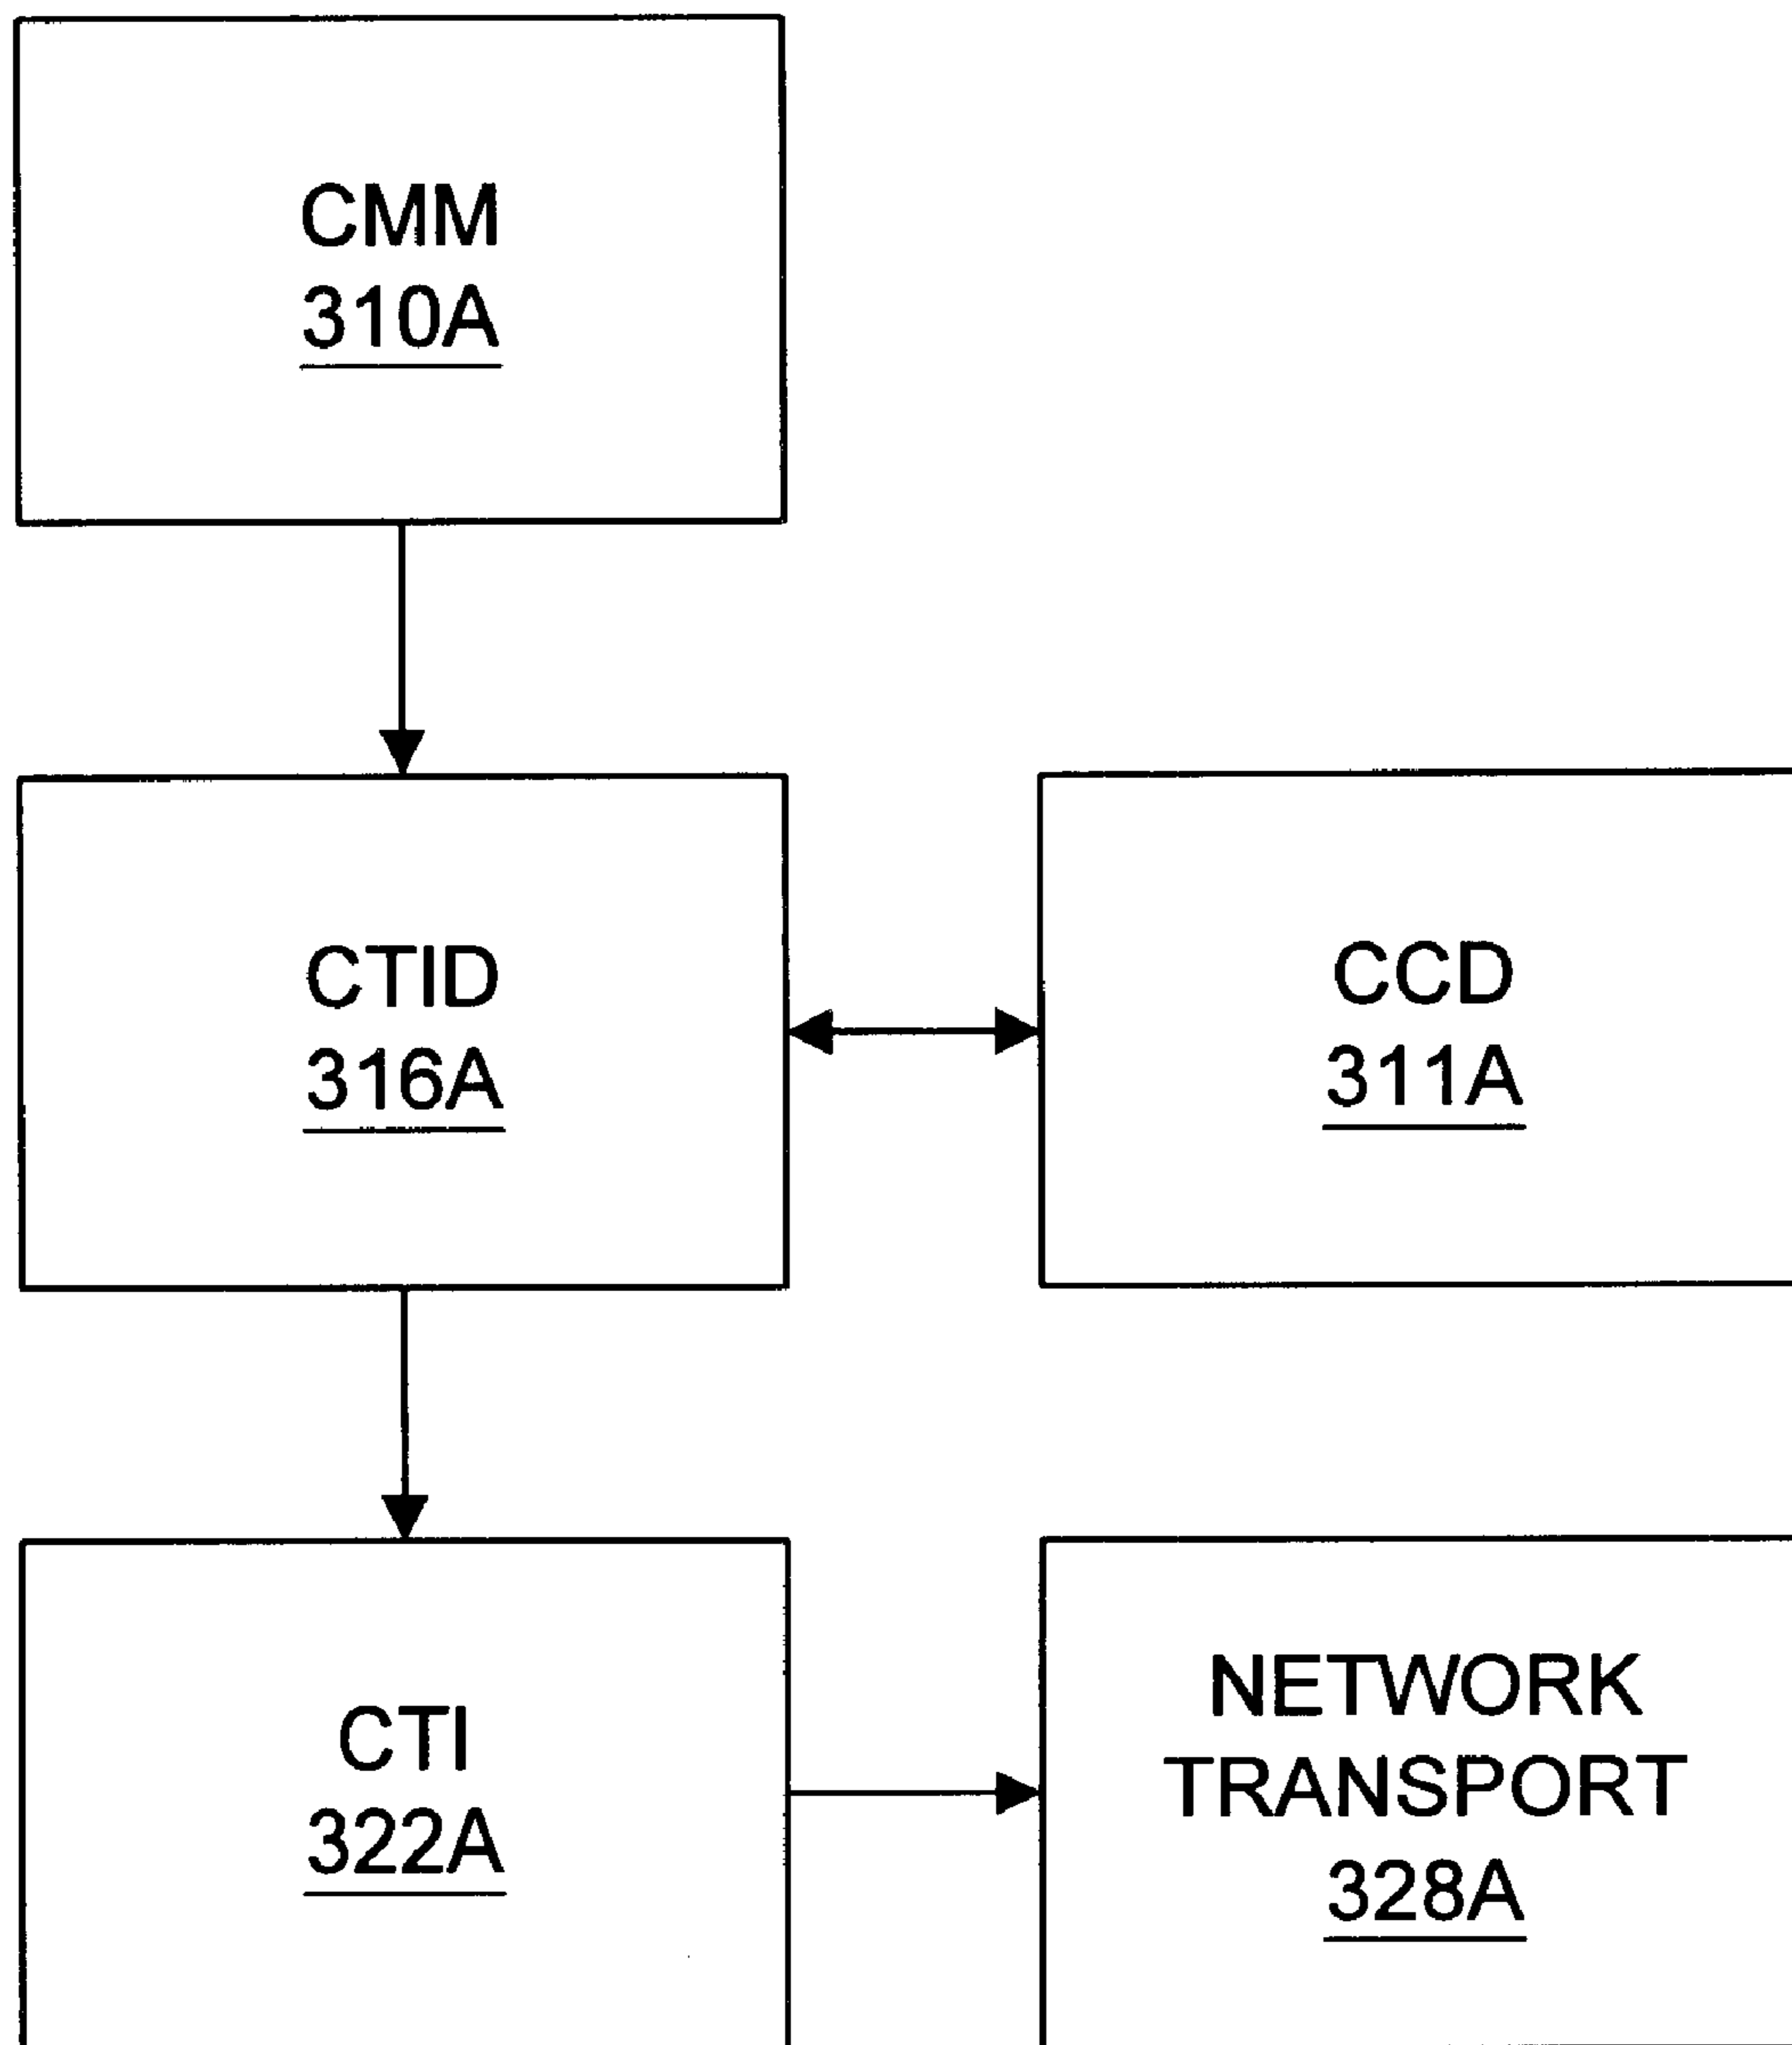 CMM
310A
CTID
316A
CCD
311A
CTI
322A
NETWORK
TRANSPORT
328A